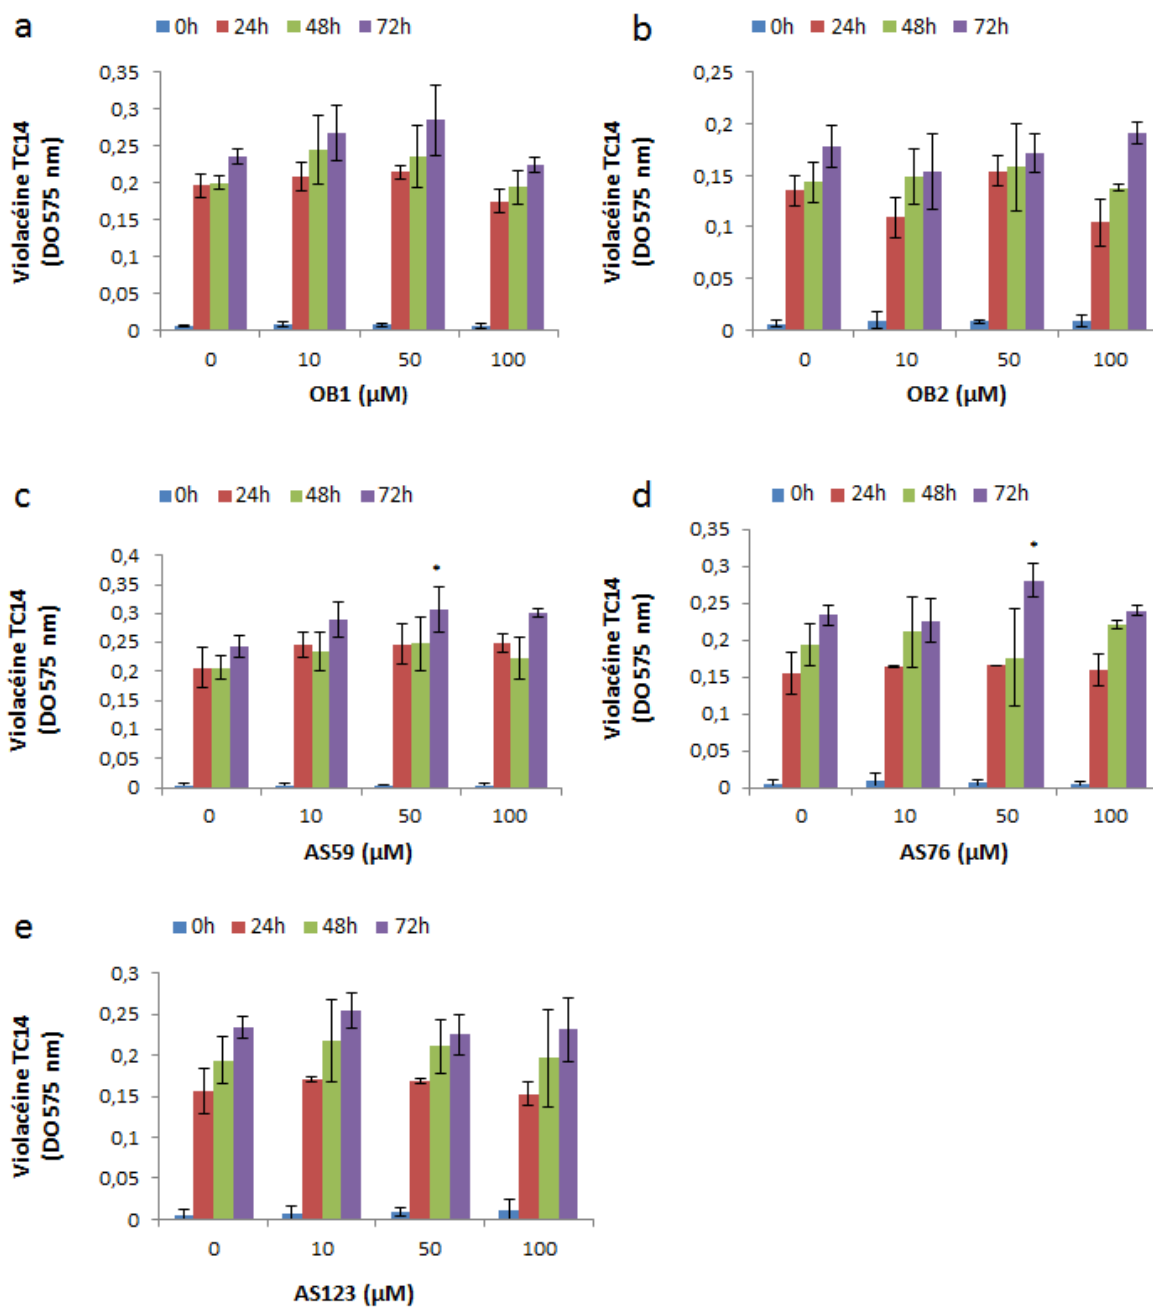 a
0h 24h 48h 72h
Violacéine TC14
(DO575 nm)
0,35
0,3
0,25
0,2
0,15
0,1
0,05
0
0 10 50 100
OB1 (µM)
b
0h 24h 48h 72h
Violacéine TC14
(DO575 nm)
0,25
0,2
0,15
0,1
0,05
0
0 10 50 100
OB2 (µM)
c
0h 24h 48h 72h
Violacéine TC14
(DO575 nm)
0,4
0,35
0,3
0,25
0,2
0,15
0,1
0,05
0
*
0 10 50 100
AS59 (µM)
d
0h 24h 48h 72h
Violacéine TC14
(DO575 nm)
0,35
0,3
0,25
0,2
0,15
0,1
0,05
0
*
0 10 50 100
AS76 (µM)
e
0h 24h 48h 72h
Violacéine TC14
(DO575 nm)
0,3
0,25
0,2
0,15
0,1
0,05
0
0 10 50 100
AS123 (µM)